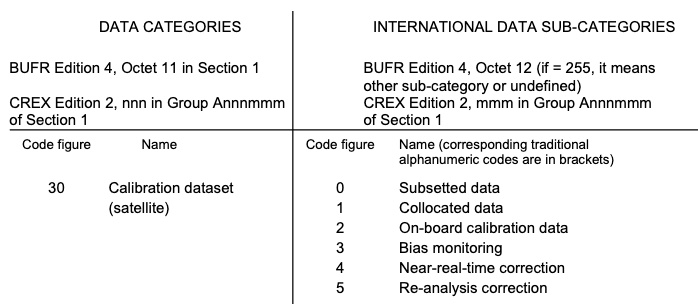 DATA CATEGORIES
INTERNATIONAL DATA SUB-CATEGORIES
BUFR Edition 4, Octet 11 in Section 1
CREX Edition 2, nnn in Group Annnmmm
of Section 1
BUFR Edition 4, Octet 12 (if = 255, it means
other sub-category or undefined)
CREX Edition 2, mmm in Group Annnmmm
of Section 1
Code figure Name
Code figure Name (corresponding traditional
alphanumeric codes are in brackets)
30 Calibration dataset
(satellite)
0 Subsetted data
1 Collocated data
2 On-board calibration data
3 Bias monitoring
4 Near-real-time correction
5 Re-analysis correction